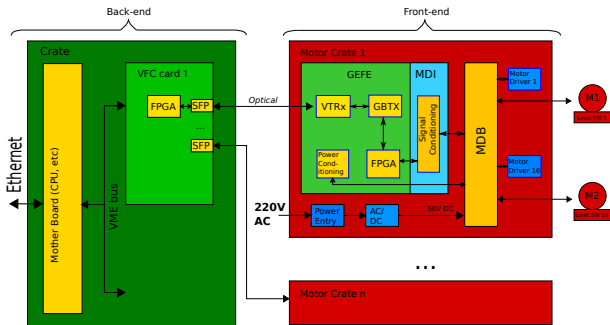 Back-end
Front-end
Crate
VFC card 1
FPGA
SFP
...
SFP
Ethernet
Mother Board (CPU, etc)
VME bus
Optical
Motor Crate 1
GEFE
MDI
VTRx
GBTX
Signal
Conditioning
Power
Cond-
itioning
FPGA
MDB
Motor
Driver 1
Motor
Driver 16
M1
M2
220V
AC
Power
Entry
AC/
DC
56V DC
...
Motor Crate n